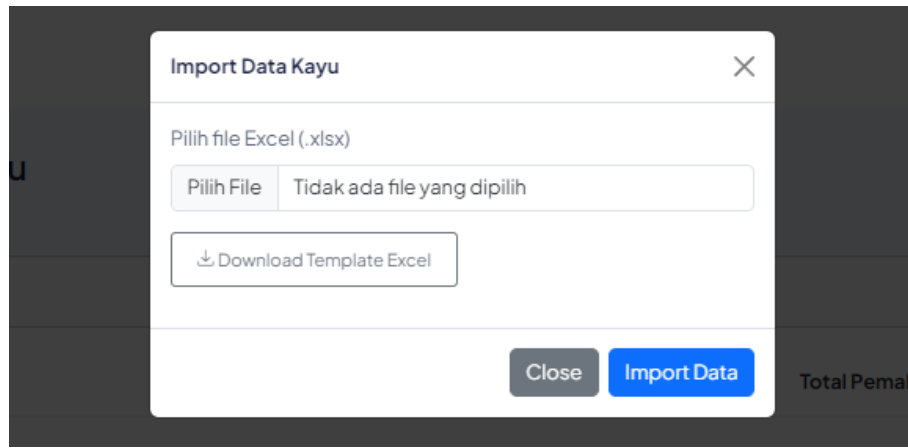 Import Data Kayu
Pilih file Excel (.xlsx)
Pilih File Tidak ada file yang dipilih
Download Template Excel
Close Import Data
u
Total Pemal